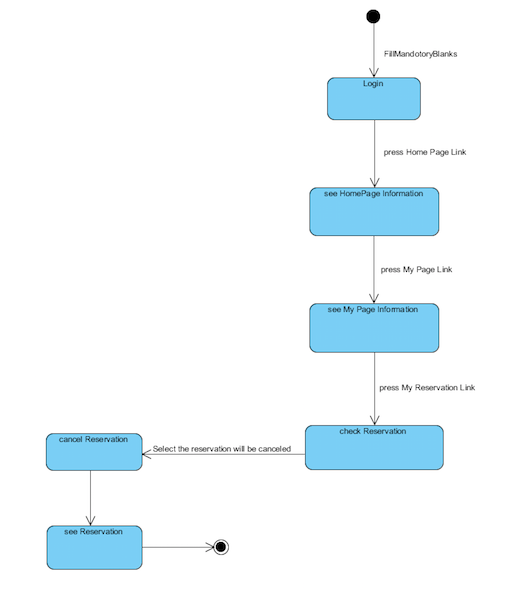 FillMandotoryBlanks
Login
press Home Page Link
see HomePage Information
press My Page Link
see My Page Information
press My Reservation Link
check Reservation
cancel Reservation
Select the reservation will be canceled
see Reservation